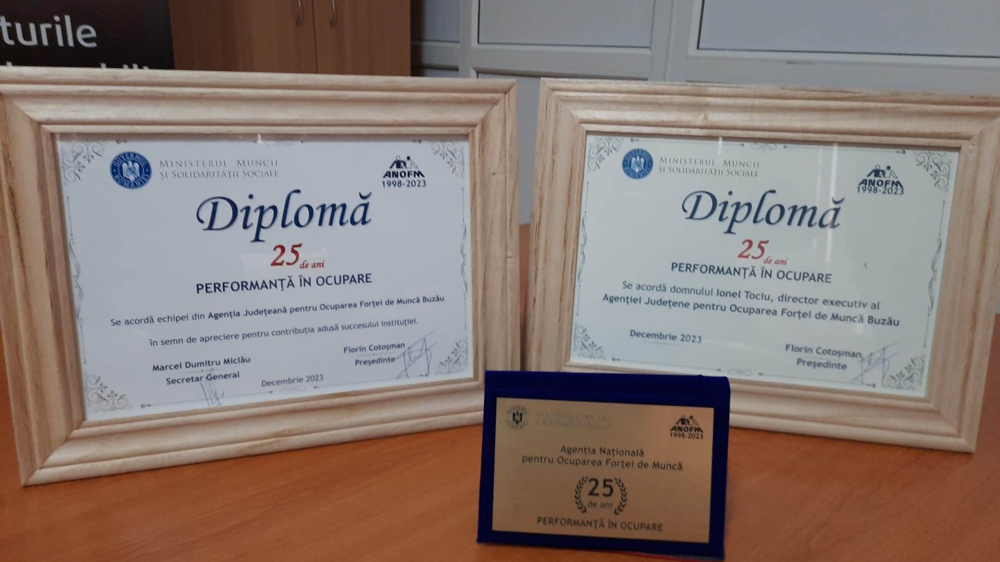 turile
GUVERNUL ROMÂNIEI
MINISTERUL MUNCII
ȘI SOLIDARITĂȚII SOCIALE
ANOFM
1998-2023
Diplomă
25 de ani
PERFORMANȚĂ ÎN OCUPARE
Se acordă echipei din Agenția Județeană pentru Ocuparea Forței de Muncă Buzău
în semn de apreciere pentru contribuția adusă succesului instituției.
Marcel Dumitru Miclău
Secretar General
Decembrie 2023
Florin Cotoșman
Președinte
GUVERNUL ROMÂNIEI
MINISTERUL MUNCII
ȘI SOLIDARITĂȚII SOCIALE
ANOFM
1998-2023
Diplomă
25 de ani
PERFORMANȚĂ ÎN OCUPARE
Se acordă domnului Ionel Tociu, director executiv al
Agenției Județene pentru Ocuparea Forței de Muncă Buzău
Decembrie 2023
Florin Cotoșman
Președinte
MINISTERUL MUNCII
ȘI SOLIDARITĂȚII SOCIALE
ANOFM
1998-2023
Agenția Națională
pentru Ocuparea Forței de Muncă
25
de ani
PERFORMANȚĂ ÎN OCUPARE